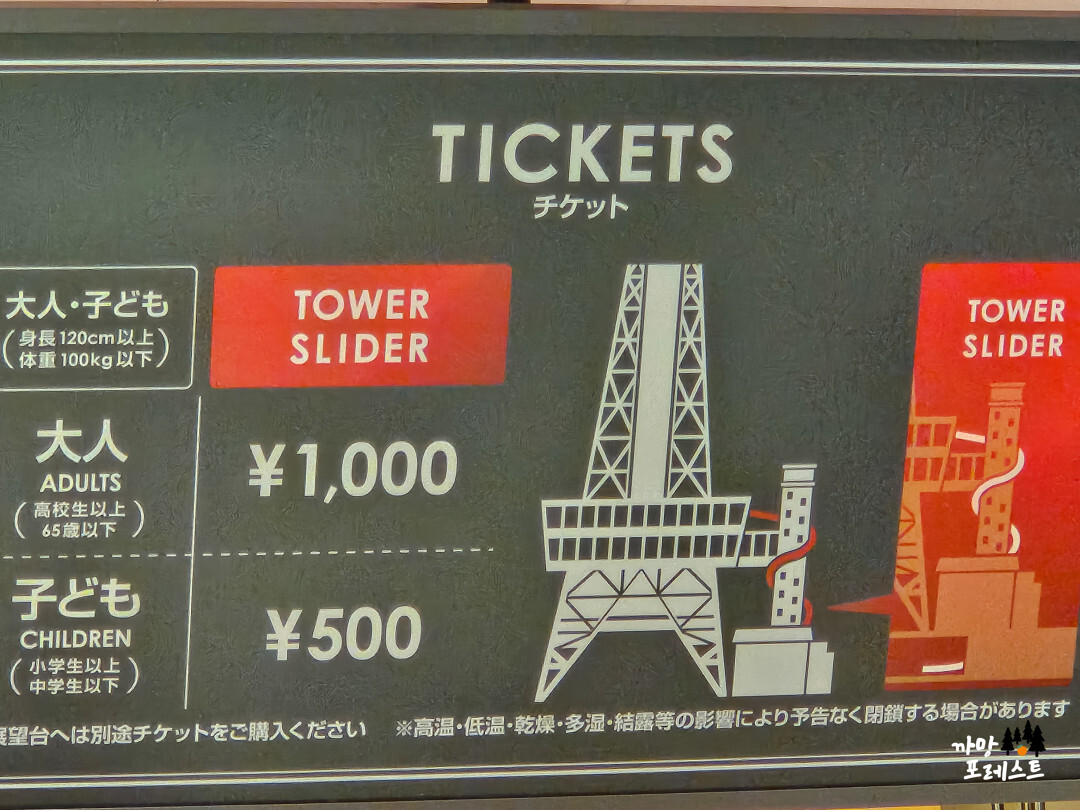 TICKETS
チケット
大人・子ども
(身長120cm以上
体重100kg以下)
TOWER
SLIDER
大人
ADULTS
(高校生以上
65歳以下)
¥1,000
子ども
CHILDREN
(小学生以上
中学生以下)
¥500
TOWER
SLIDER
展望台へは別途チケットをご購入ください
※高温・低温・乾燥・多湿・結露等の影響により予告なく閉鎖する場合があります
까망
포레스트